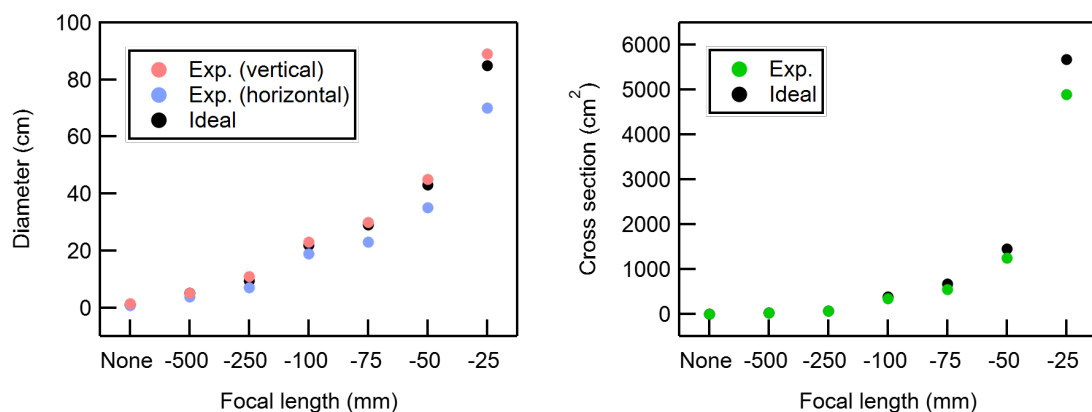 Diameter (cm)
100
80
60
40
20
0
Exp. (vertical)
Exp. (horizontal)
Ideal
None -500 -250 -100 -75 -50 -25
Focal length (mm)
Cross section (cm²)
6000
5000
4000
3000
2000
1000
0
Exp.
Ideal
None -500 -250 -100 -75 -50 -25
Focal length (mm)